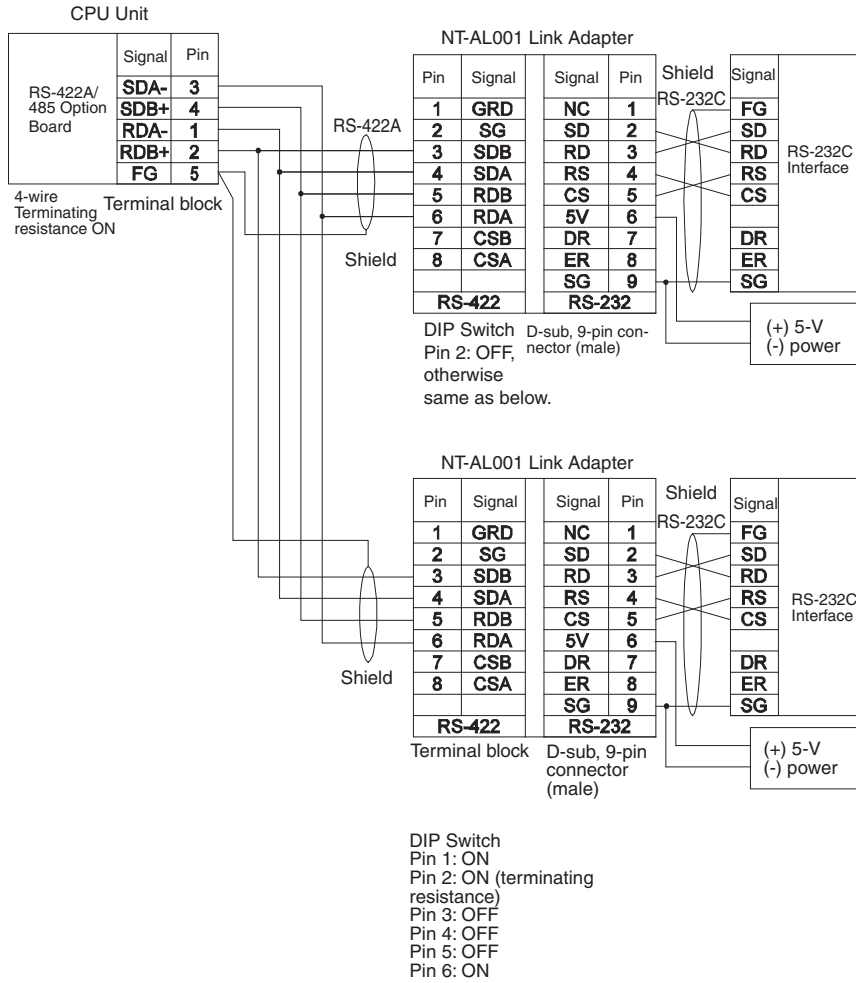 CPU Unit
Signal Pin
RS-422A/
485 Option
Board
SDA- 3
SDB+ 4
RDA- 1
RDB+ 2
FG 5
4-wire
Terminating
resistance ON
Terminal block
RS-422A
Shield
NT-AL001 Link Adapter
Pin Signal Signal Pin
1 GRD NC 1
2 SG SD 2
3 SDB RD 3
4 SDA RS 4
5 RDB CS 5
6 RDA 5V 6
7 CSB DR 7
8 CSA ER 8
SG 9
RS-422 RS-232
DIP Switch
Pin 2: OFF,
otherwise
same as below.
D-sub, 9-pin con-
nector (male)
Shield
RS-232C
Signal
FG
SD
RD
RS
CS
DR
ER
SG
RS-232C
Interface
(+) 5-V
(-) power
NT-AL001 Link Adapter
Pin Signal Signal Pin
1 GRD NC 1
2 SG SD 2
3 SDB RD 3
4 SDA RS 4
5 RDB CS 5
6 RDA 5V 6
7 CSB DR 7
8 CSA ER 8
SG 9
RS-422 RS-232
Shield
Terminal block
D-sub, 9-pin
connector
(male)
Shield
RS-232C
Signal
FG
SD
RD
RS
CS
DR
ER
SG
RS-232C
Interface
(+) 5-V
(-) power
DIP Switch
Pin 1: ON
Pin 2: ON (terminating
resistance)
Pin 3: OFF
Pin 4: OFF
Pin 5: OFF
Pin 6: ON